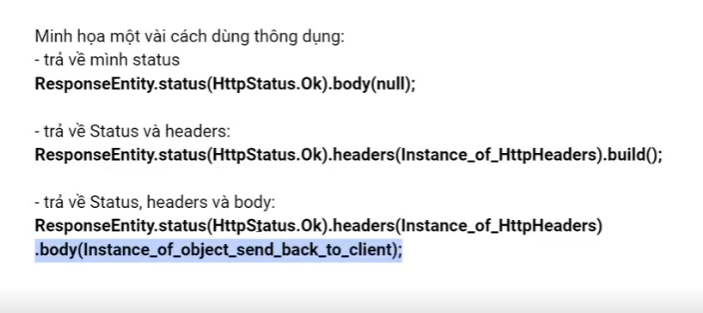 Minh họa một vài cách dùng thông dụng:
- trả về mình status
ResponseEntity.status(HttpStatus.Ok).body(null);
- trả về Status và headers:
ResponseEntity.status(HttpStatus.Ok).headers(Instance_of_HttpHeaders).build();
- trả về Status, headers và body:
ResponseEntity.status(HttpStatus.Ok).headers(Instance_of_HttpHeaders)
.body(Instance_of_object_send_back_to_client);